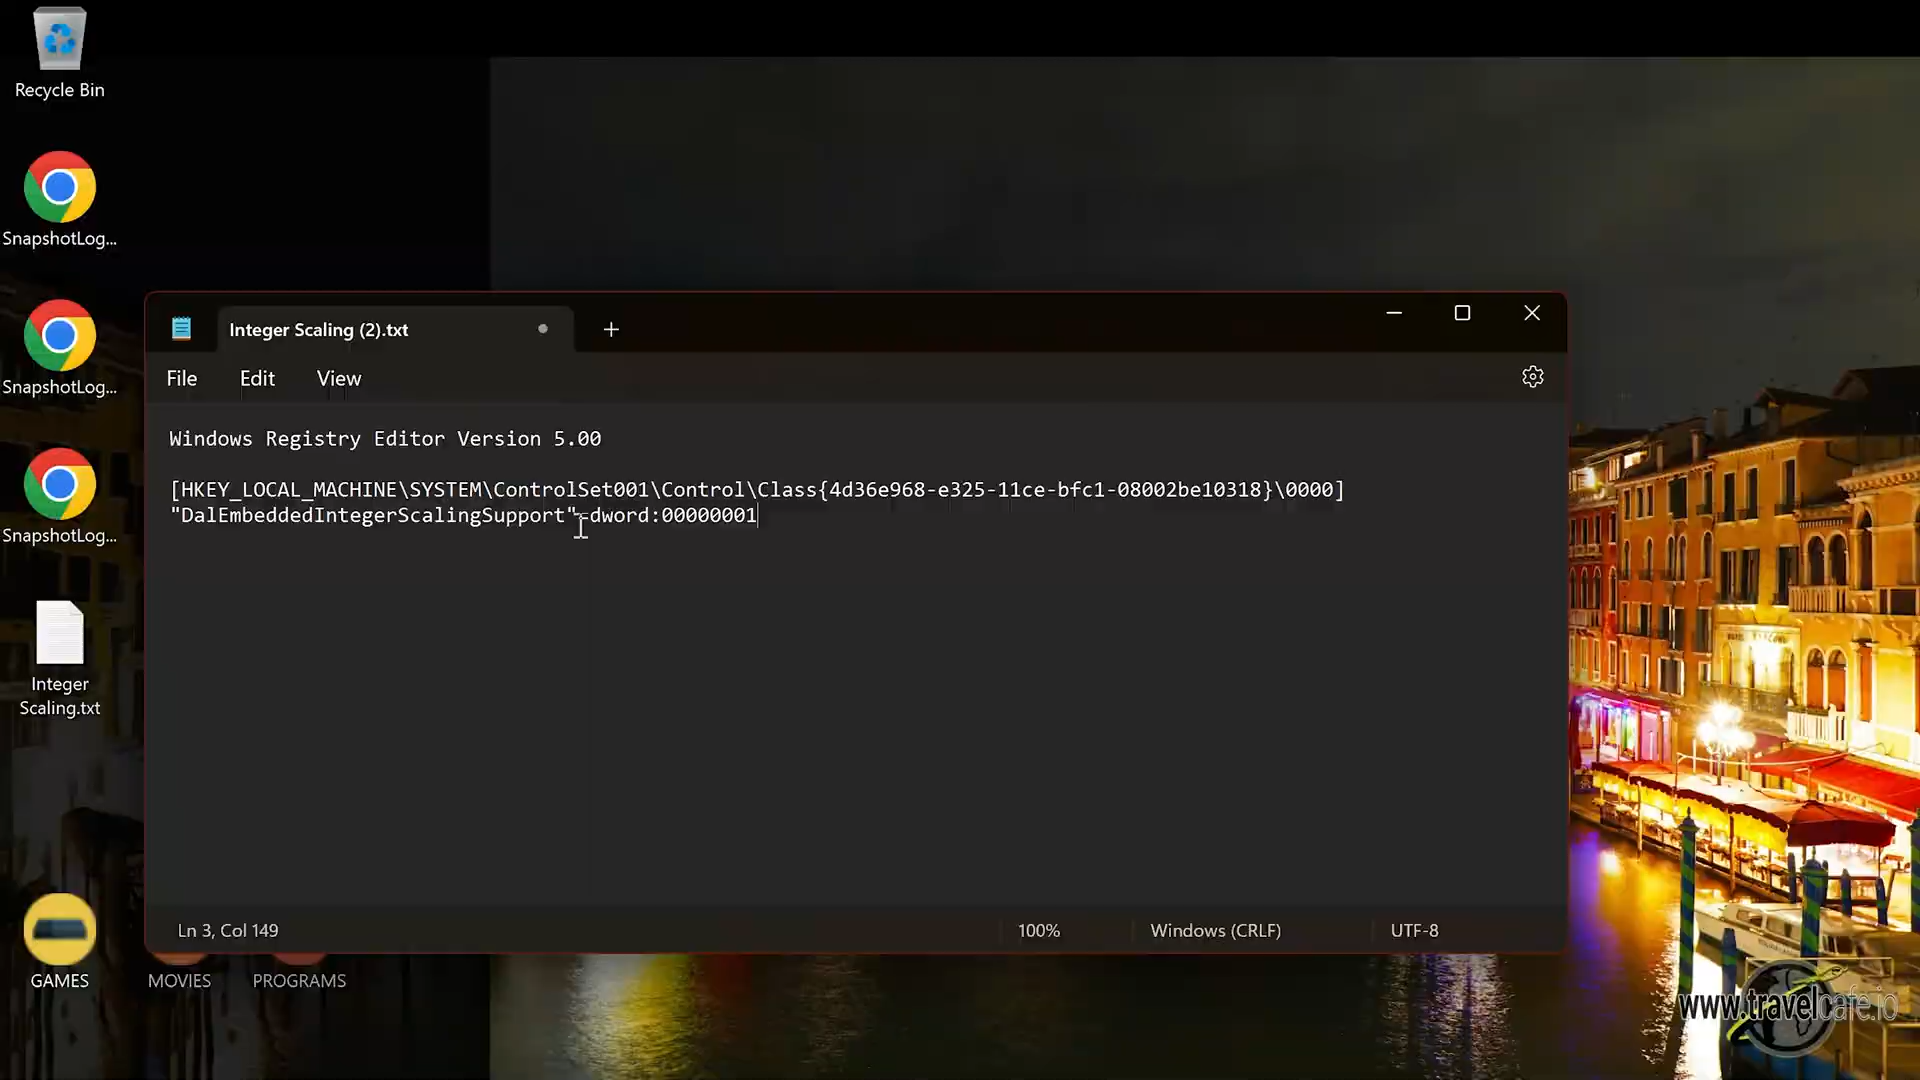 Recycle Bin
SnapshotLog...
SnapshotLog...
SnapshotLog...
Integer
Scaling.txt
GAMES
MOVIES
PROGRAMS
Integer Scaling (2).txt
File
Edit
View
Windows Registry Editor Version 5.00
[HKEY_LOCAL_MACHINE\SYSTEM\ControlSet001\Control\Class{4d36e968-e325-11ce-bfc1-08002be10318}\0000]
"DalEmbeddedIntegerScalingSupport"=dword:00000001
Ln 3, Col 149
100%
Windows (CRLF)
UTF-8
www.travelcafe.io